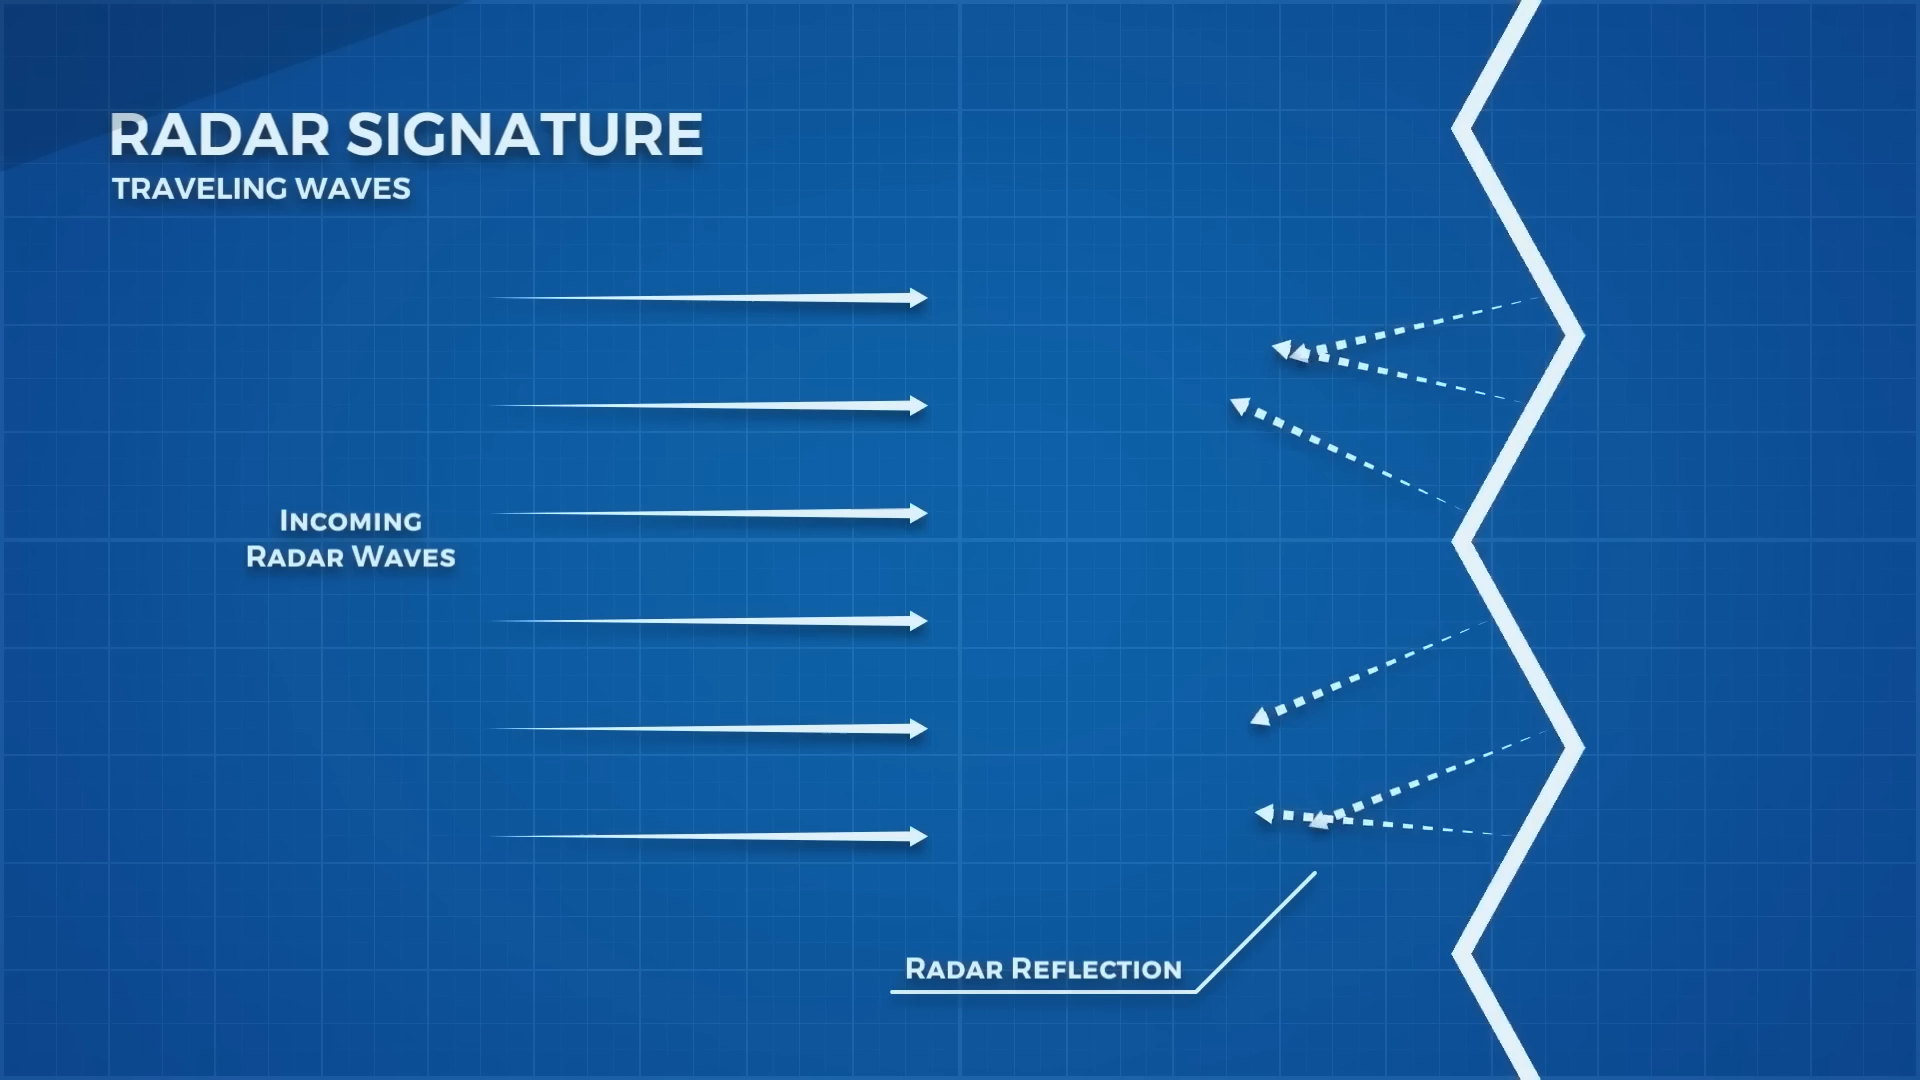 RADAR SIGNATURE
TRAVELING WAVES
INCOMING
RADAR WAVES
RADAR REFLECTION